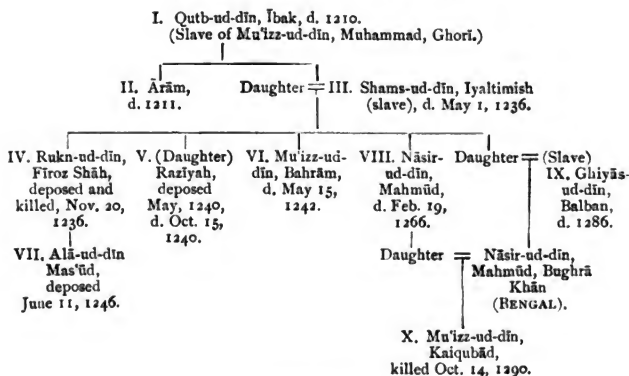 I. Qutb-ud-dīn, Ībak, d. 1210.
(Slave of Mu'izz-ud-dīn, Muhammad, Ghorī.)
II. Ārām,
d. 1211.
Daughter = III. Shams-ud-dīn, Iyaltimish
(slave), d. May 1, 1236.
IV. Rukn-ud-dīn,
Fīroz Shāh,
deposed and
killed, Nov. 20,
1236.
V. (Daughter)
Razīyah,
deposed
May, 1240,
d. Oct. 15,
1240.
VI. Mu'izz-ud-
dīn, Bahrām,
d. May 15,
1242.
VIII. Nāsir-
ud-dīn,
Mahmūd,
d. Feb. 19,
1266.
Daughter = (Slave)
IX. Ghiyās-
ud-dīn,
Balban,
d. 1286.
VII. Alā-ud-dīn
Mas'ūd,
deposed
June 11, 1246.
Daughter = Nāsir-ud-dīn,
Mahmūd, Bughrā
Khān
(BENGAL).
X. Mu'izz-ud-dīn,
Kaiqubād,
killed Oct. 14, 1290.